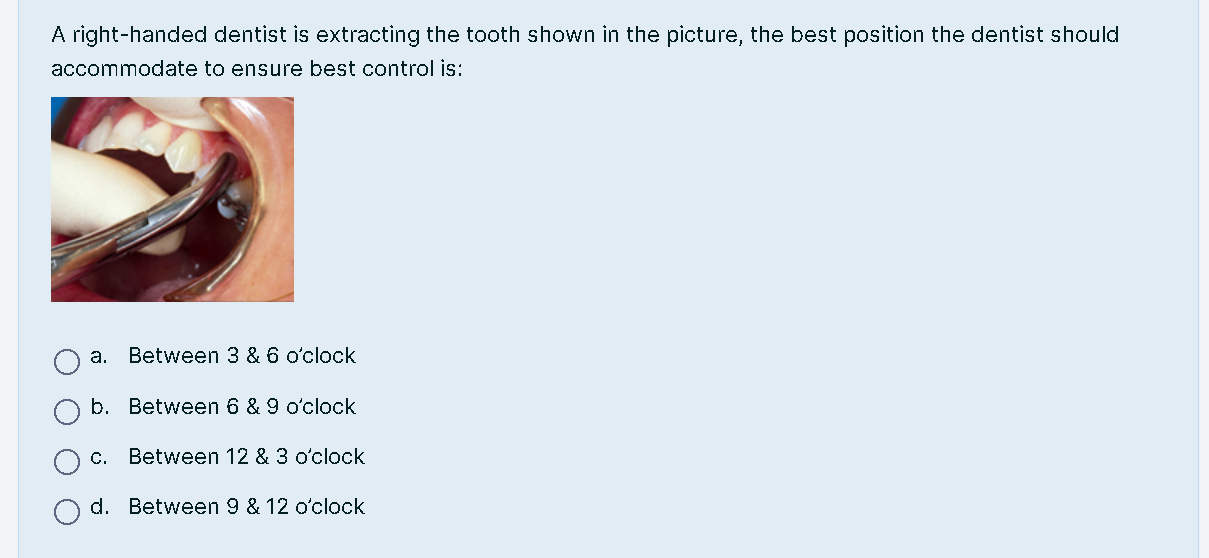 A right-handed dentist is extracting the tooth shown in the picture, the best position the dentist should
accommodate to ensure best control is:
a. Between 3 & 6 o’clock
b. Between 6 & 9 o’clock
c. Between 12 & 3 o’clock
d. Between 9 & 12 o’clock